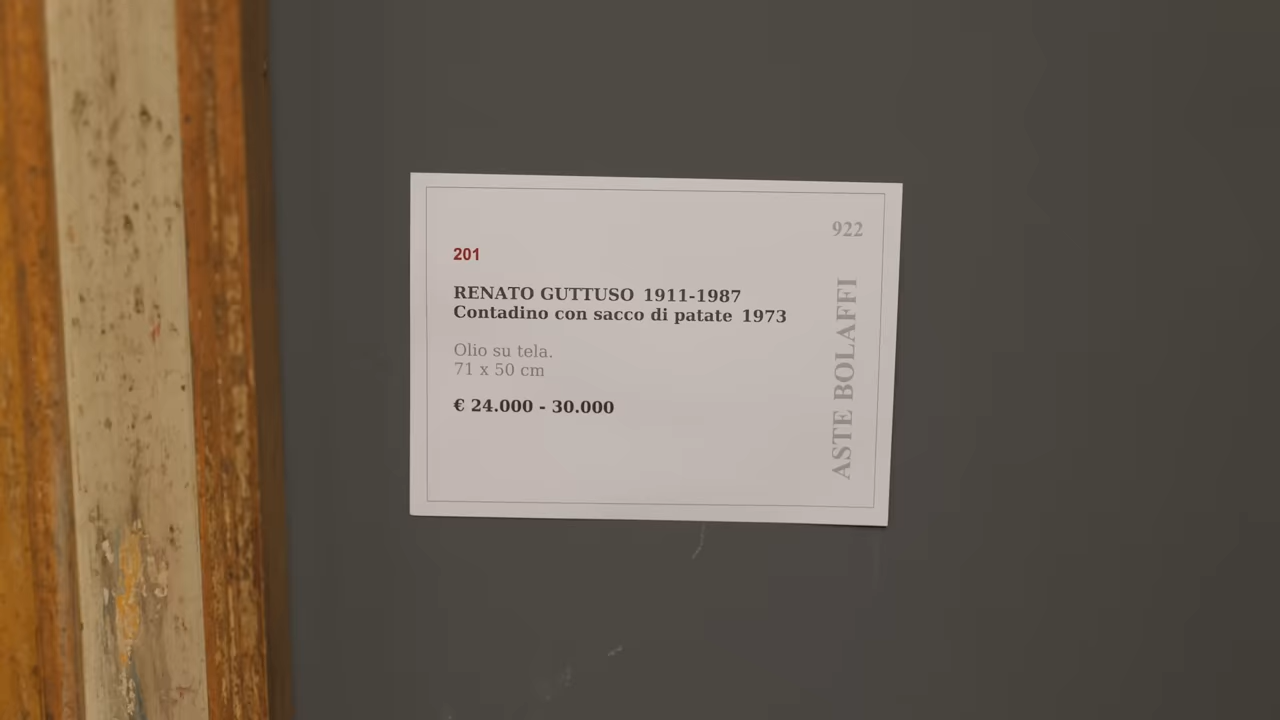 922
201
RENATO GUTTUSO 1911-1987
Contadino con sacco di patate 1973
Olio su tela.
71 x 50 cm
€ 24.000 - 30.000
ASTE BOLAFFI